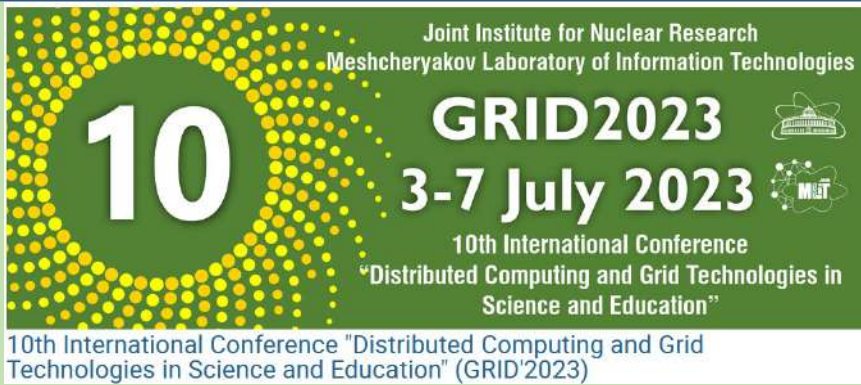 Joint Institute for Nuclear Research
Meshcheryakov Laboratory of Information Technologies
10
GRID2023
3-7 July 2023
MLIT
10th International Conference
“Distributed Computing and Grid Technologies in
Science and Education”
10th International Conference "Distributed Computing and Grid
Technologies in Science and Education" (GRID'2023)